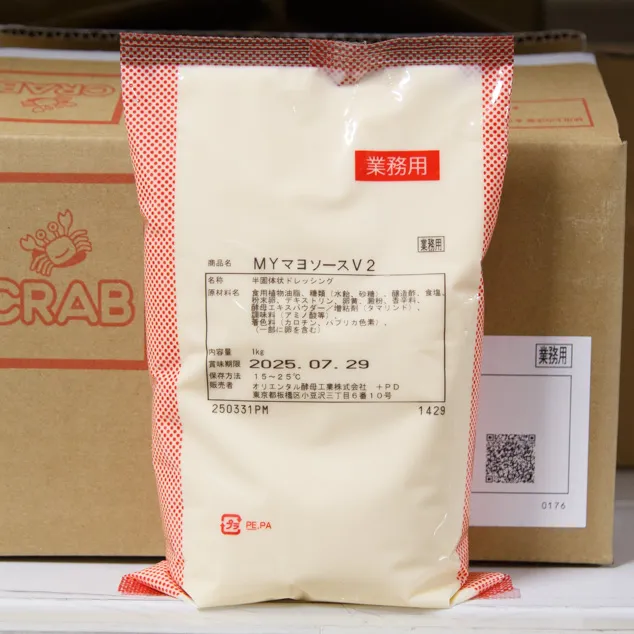 CRAB
業務用
業務用
商品名 MYマヨソースV2
名称 半固体状ドレッシング
原材料名 食用植物油脂、糖類(水飴、砂糖)、醸造酢、食塩、
粉末卵、デキストリン、卵黄、澱粉、香辛料、
酵母エキスパウダー/増粘剤(タマリンド)、
調味料(アミノ酸等)
着色料(カロチン、パプリカ色素)、
(一部に卵を含む)
内容量 1kg
賞味期限 2025.07.29
保存方法 15~25℃
販売者 オリエンタル酵母工業株式会社 +PD
東京都板橋区小豆沢三丁目6番10号
250331PM 1429
プラ PE,PA
CRAB
業務用
0176